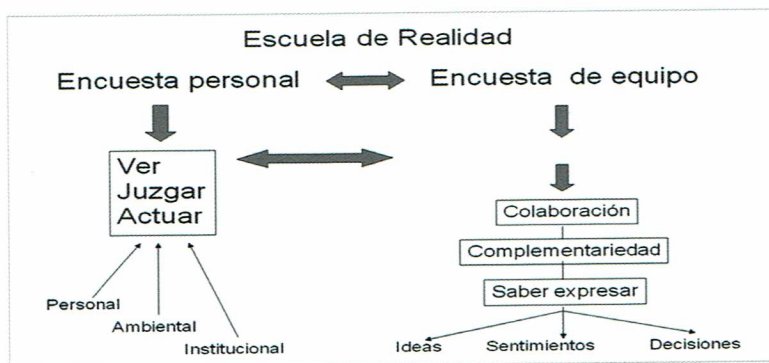 Escuela de Realidad
Encuesta personal
Encuesta de equipo
Ver
Juzgar
Actuar
Personal
Ambiental
Institucional
Colaboración
Complementariedad
Saber expresar
Ideas
Sentimientos
Decisiones